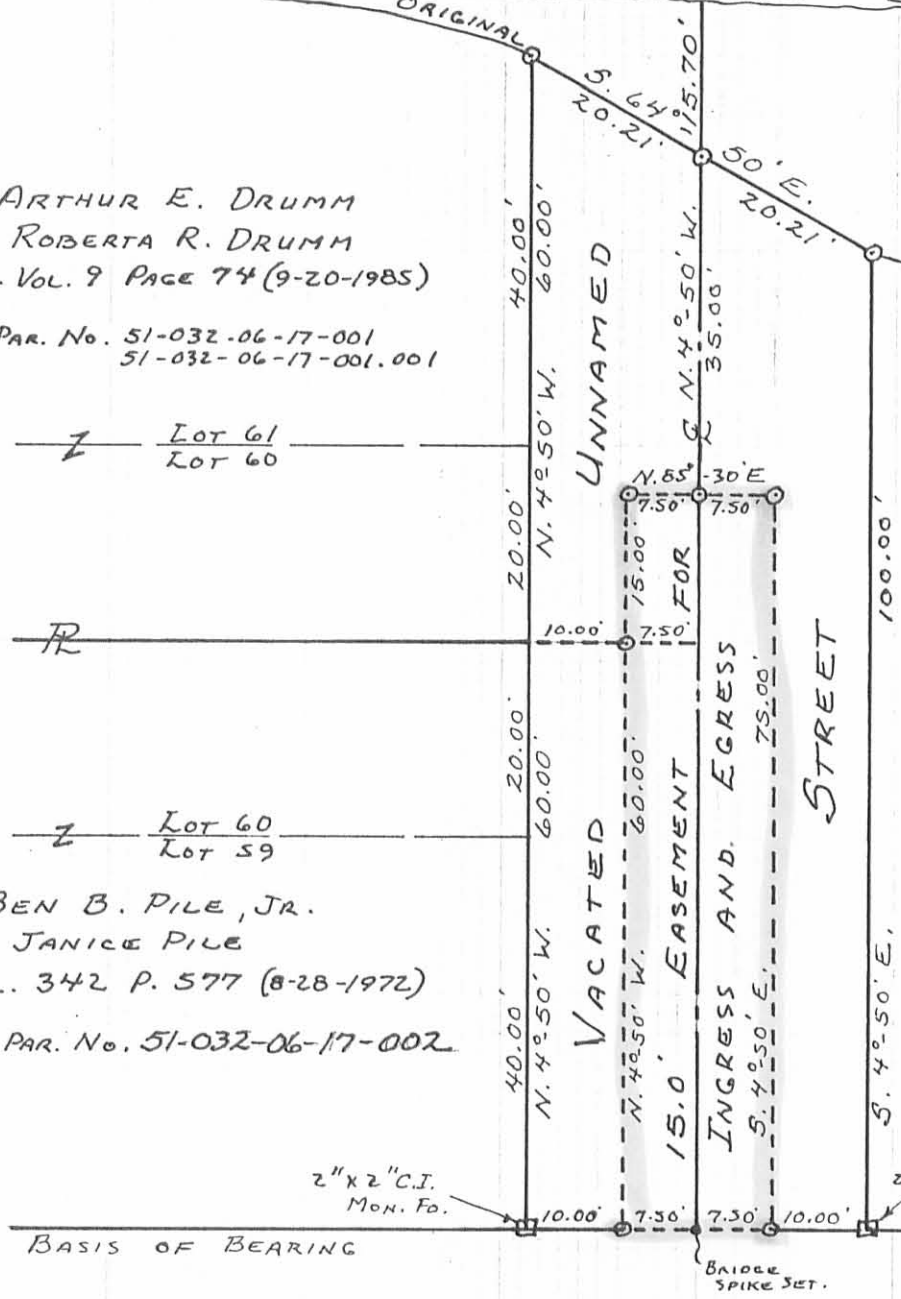 ORIGINAL
S. 64° 50' E.
20.21'
20.21'
115.70'
ARTHUR E. DRUMM
ROBERTA R. DRUMM
. VOL. 9 PAGE 74 (9-20-1985)
PAR. No. 51-032-06-17-001
51-032-06-17-001.001
40.00'
60.00'
N. 4°-50' W.
UNNAMED
℄ N. 4°-50' W.
35.00'
LOT 61
LOT 60
N. 85° -30' E
7.50'
7.50'
20.00'
15.00'
FOR
100.00'
PL
10.00'
7.50'
20.00'
60.00'
N. 4°-50' W.
60.00'
N. 4°-50' W.
75.00'
S. 4°-50' E.
STREET
LOT 60
LOT 59
VACATED
15.0' EASEMENT
INGRESS AND. EGRESS
BEN B. PILE, JR.
JANICE PILE
. 342 P. 577 (8-28-1972)
PAR. No. 51-032-06-17-002
40.00'
S. 4°-50' E.
2" x 2" C.I.
MON. FD.
2
10.00'
7.50'
7.50'
10.00'
BASIS OF BEARING
BRIDGE
SPIKE SET.